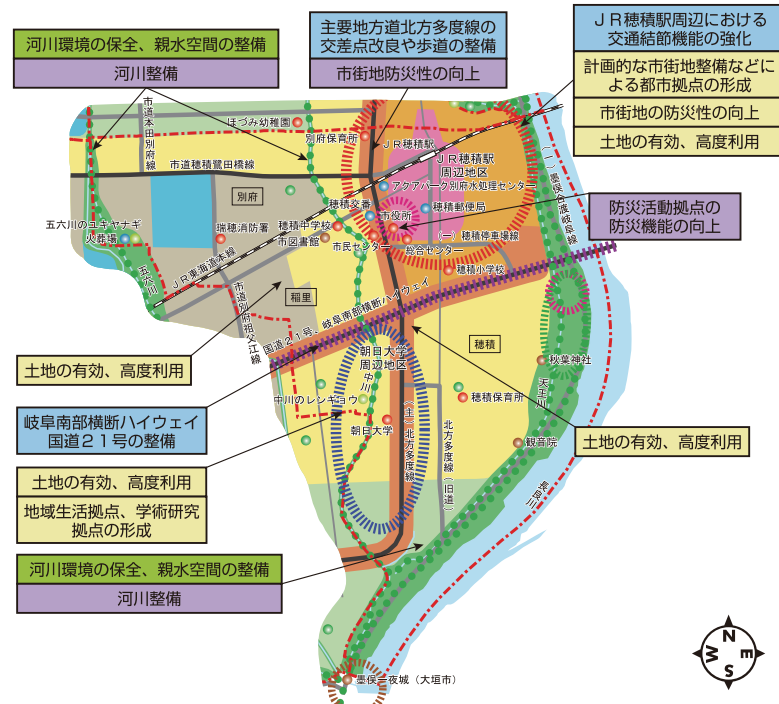 河川環境の保全、親水空間の整備
河川整備
主要地方道北方多度線の
交差点改良や歩道の整備
市街地防災性の向上
ＪＲ穂積駅周辺における
交通結節機能の強化
計画的な市街地整備などに
よる都市拠点の形成
市街地の防災性の向上
土地の有効、高度利用
市道本田別府線
ほづみ幼稚園
別府保育所
ＪＲ穂積駅
ＪＲ穂積駅
周辺地区
市道穂積鷺田橋線
アクアパーク別府水処理センター
(一)墨俣合渡岐阜線
別府
穂積交番
市役所
穂積郵便局
防災活動拠点の
防災機能の向上
五六川のユキヤナギ
火葬場
瑞穂消防署
穂積中学校
市図書館
市民センター
総合センター
(一)穂積停車場線
穂積小学校
五六川
ＪＲ東海道本線
市道別府祖父江線
稲里
国道２１号、岐阜南部横断ハイウェイ
土地の有効、高度利用
朝日大学
周辺地区
穂積
中川
秋葉神社
天王川
中川のレンギョウ
穂積保育所
岐阜南部横断ハイウェイ
国道２１号の整備
朝日大学
(主)北方多度線
北方多度線(旧道)
観音院
土地の有効、高度利用
土地の有効、高度利用
地域生活拠点、学術研究
拠点の形成
長良川
河川環境の保全、親水空間の整備
河川整備
墨俣一夜城（大垣市）
N
W
E
S